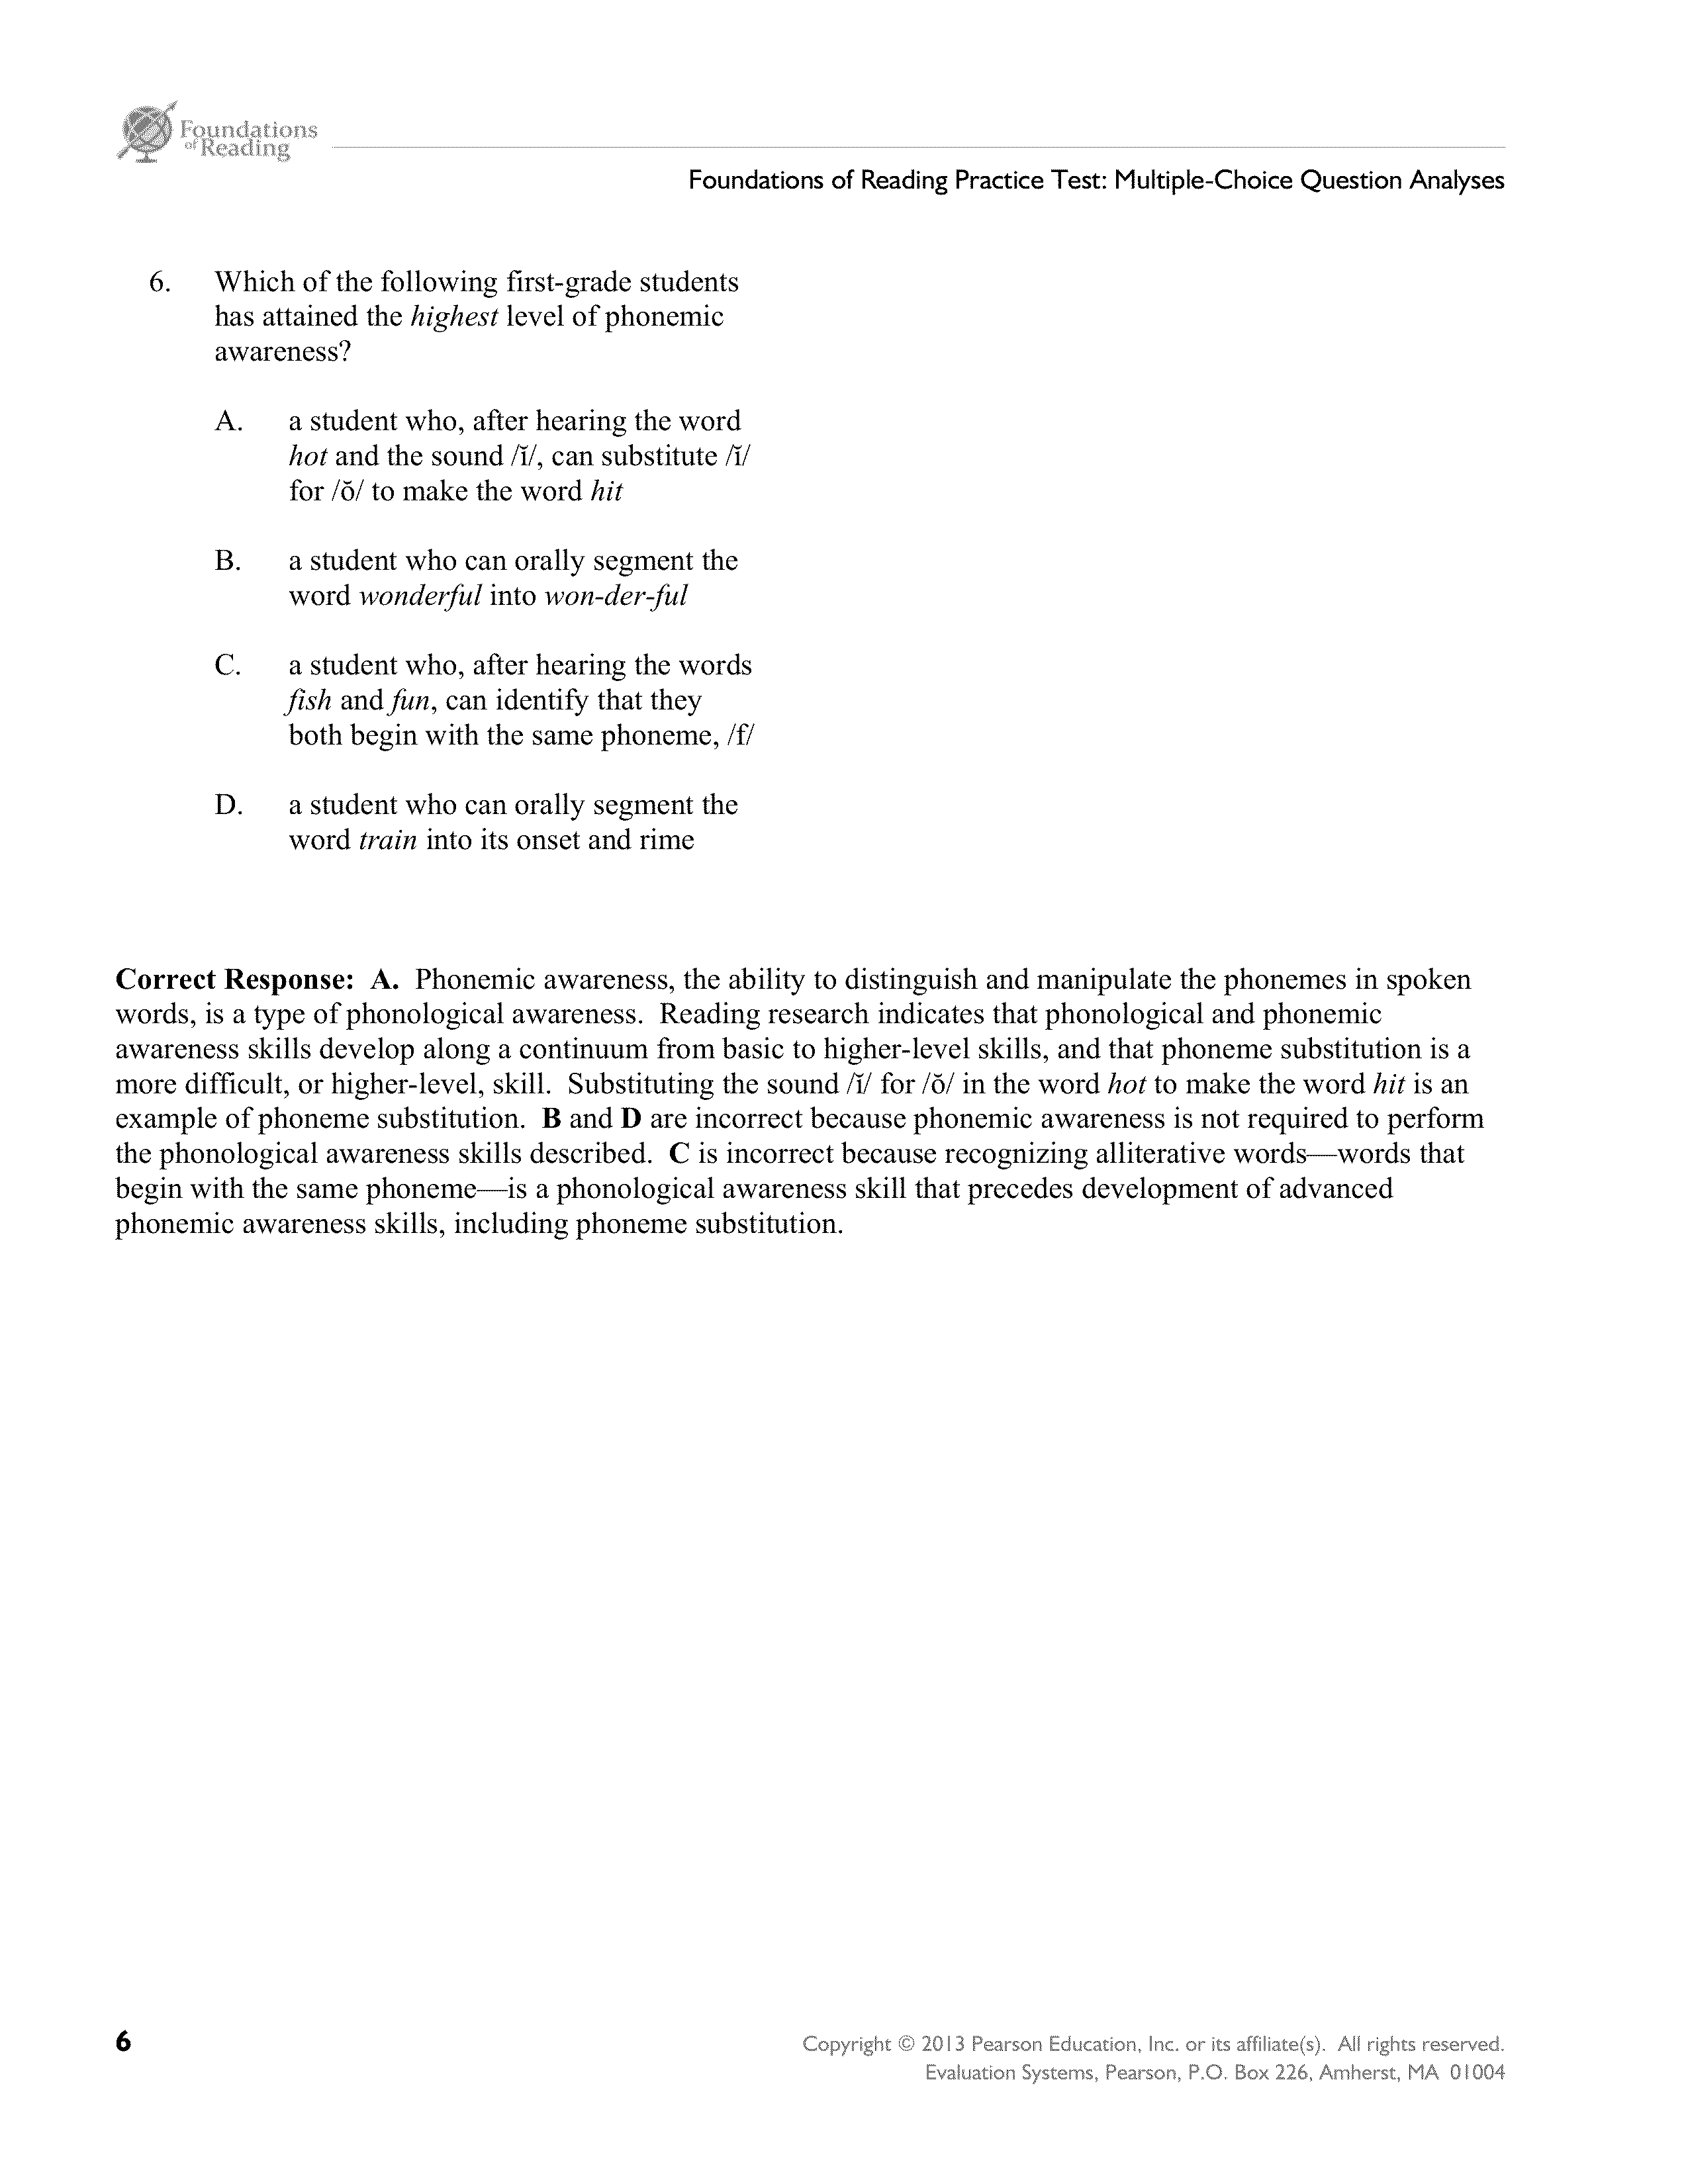 Foundations
of Reading
Foundations of Reading Practice Test: Multiple-Choice Question Analyses
6. Which of the following first-grade students
has attained the highest level of phonemic
awareness?
A. a student who, after hearing the word
hot and the sound /ĭ/, can substitute /ĭ/
for /ŏ/ to make the word hit
B. a student who can orally segment the
word wonderful into won-der-ful
C. a student who, after hearing the words
fish and fun, can identify that they
both begin with the same phoneme, /f/
D. a student who can orally segment the
word train into its onset and rime
Correct Response: A. Phonemic awareness, the ability to distinguish and manipulate the phonemes in spoken
words, is a type of phonological awareness. Reading research indicates that phonological and phonemic
awareness skills develop along a continuum from basic to higher-level skills, and that phoneme substitution is a
more difficult, or higher-level, skill. Substituting the sound /ĭ/ for /ŏ/ in the word hot to make the word hit is an
example of phoneme substitution. B and D are incorrect because phonemic awareness is not required to perform
the phonological awareness skills described. C is incorrect because recognizing alliterative words—words that
begin with the same phoneme—is a phonological awareness skill that precedes development of advanced
phonemic awareness skills, including phoneme substitution.
6
Copyright © 2013 Pearson Education, Inc. or its affiliate(s). All rights reserved.
Evaluation Systems, Pearson, P.O. Box 226, Amherst, MA 01004